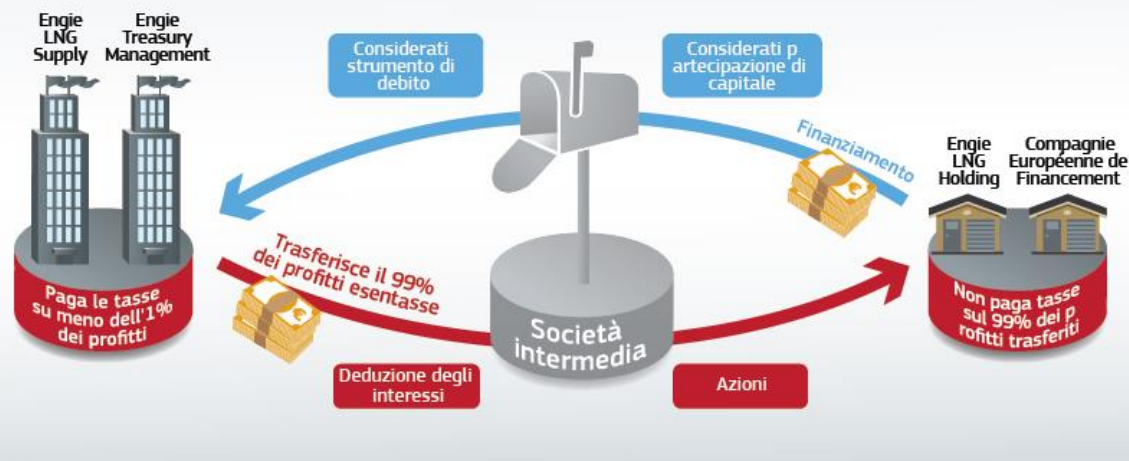 Engie
LNG
Supply
Engie
Treasury
Management
Considerati
strumento di
debito
Considerati p
artecipazione di
capitale
Finanziamento
Engie
LNG
Holding
Compagnie
Européenne de
Financement
Trasferisce il 99%
dei profitti esentasse
Paga le tasse
su meno dell'1%
dei profitti
Società
intermedia
Non paga tasse
sul 99% dei p
rofitti trasferiti
Deduzione degli
interessi
Azioni